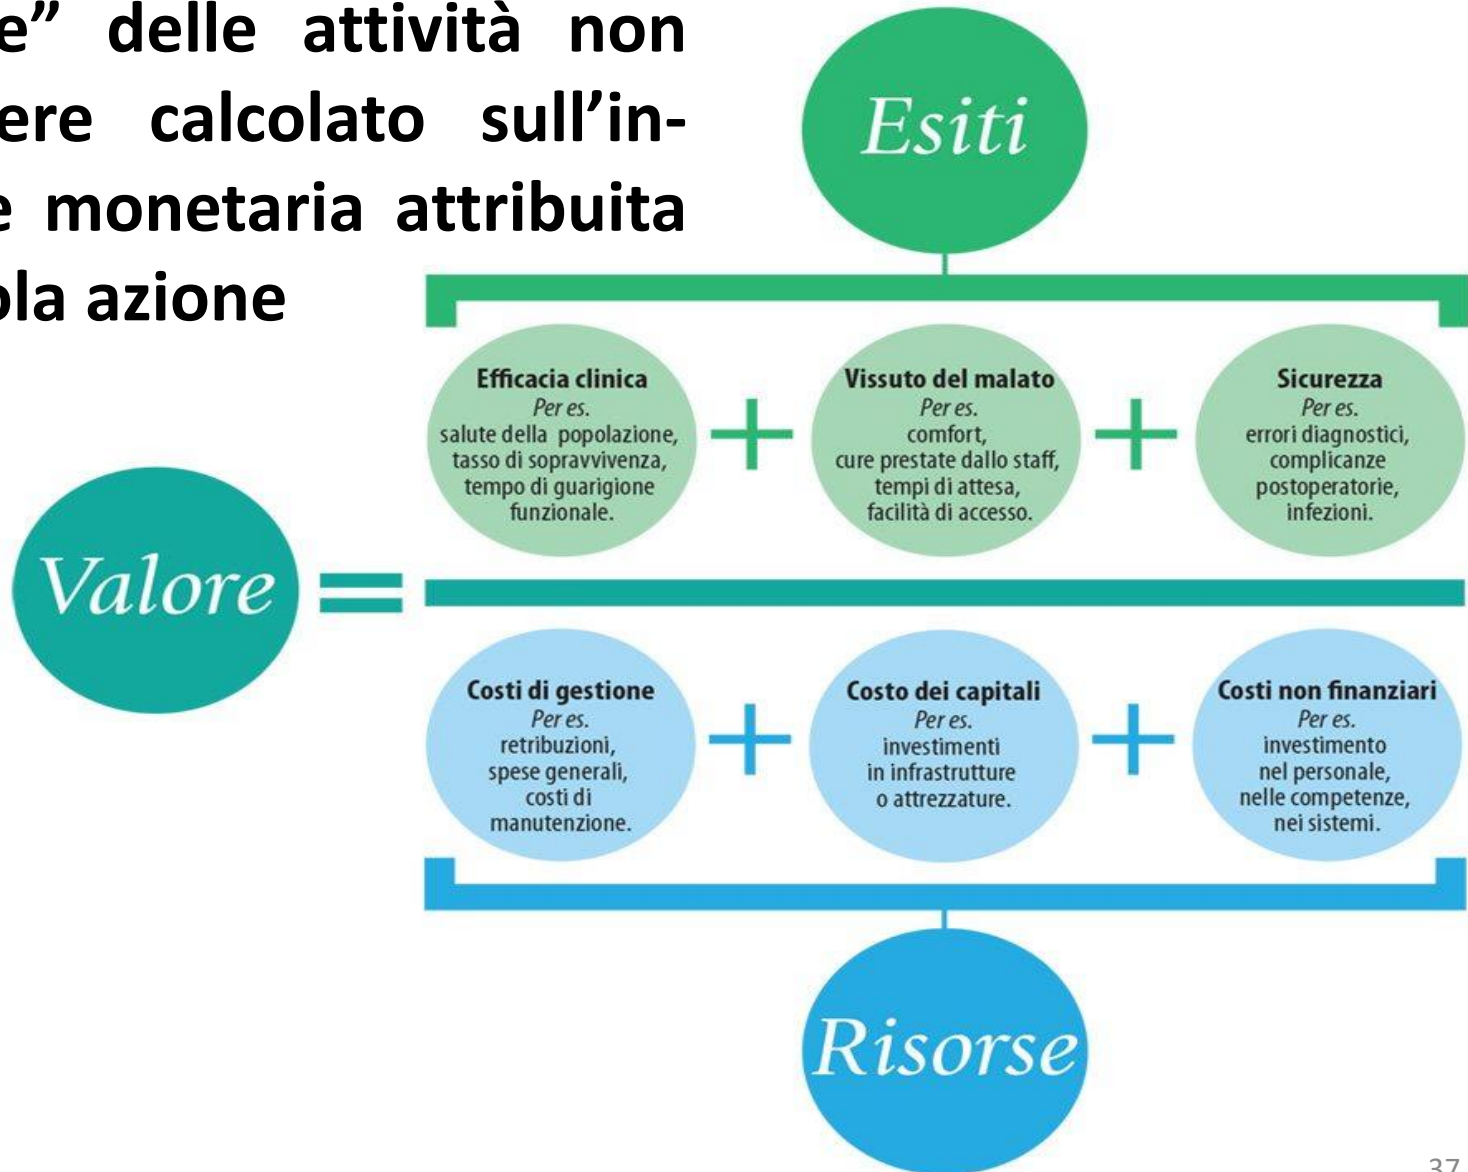 e” delle attività non
ere calcolato sull’in-
e monetaria attribuita
ola azione
Esiti
Efficacia clinica
Per es.
salute della popolazione,
tasso di sopravvivenza,
tempo di guarigione
funzionale.
+
Vissuto del malato
Per es.
comfort,
cure prestate dallo staff,
tempi di attesa,
facilità di accesso.
+
Sicurezza
Per es.
errori diagnostici,
complicanze
postoperatorie,
infezioni.
Valore
=
Costi di gestione
Per es.
retribuzioni,
spese generali,
costi di
manutenzione.
+
Costo dei capitali
Per es.
investimenti
in infrastrutture
o attrezzature.
+
Costi non finanziari
Per es.
investimento
nel personale,
nelle competenze,
nei sistemi.
Risorse
37